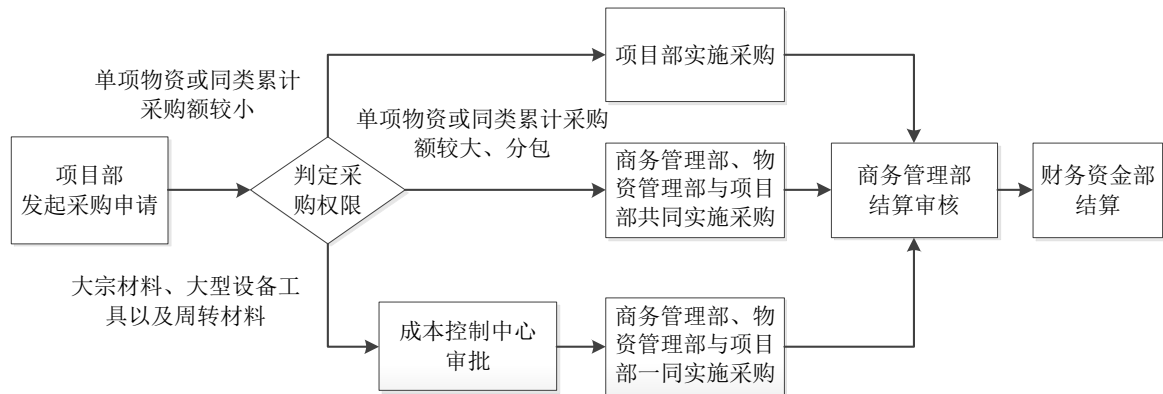 项目部实施采购
单项物资或同类累计
采购额较小
单项物资或同类累计采购
额较大、分包
项目部
发起采购申请
判定采
购权限
商务管理部、物
资管理部与项目
部共同实施采购
商务管理部
结算审核
财务资金部
结算
大宗材料、大型设备工
具以及周转材料
成本控制中心
审批
商务管理部、物
资管理部与项目
部一同实施采购